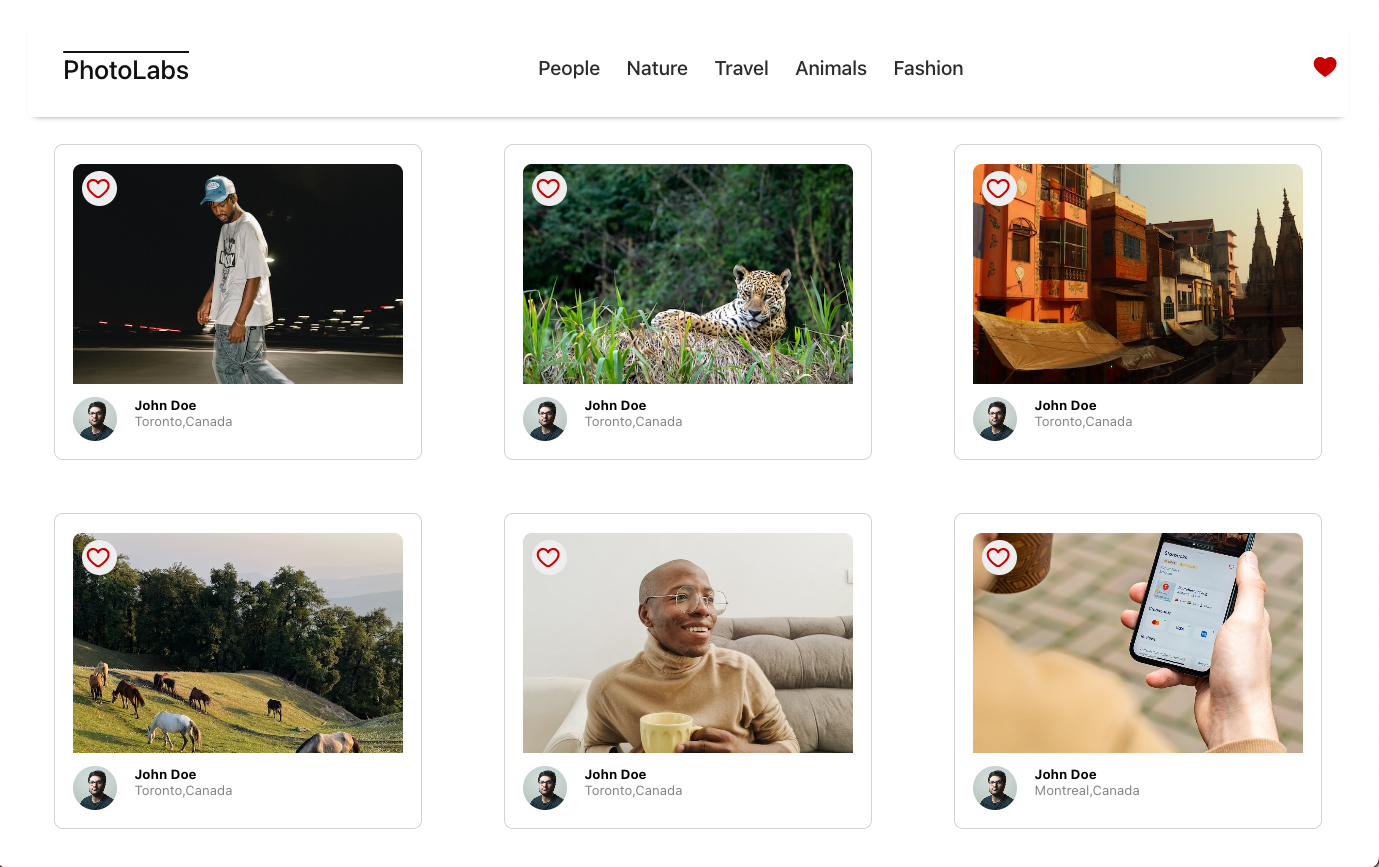 PhotoLabs
People Nature Travel Animals Fashion
John Doe
Toronto,Canada
John Doe
Toronto,Canada
John Doe
Toronto,Canada
John Doe
Toronto,Canada
John Doe
Toronto,Canada
VISA
John Doe
Montreal,Canada